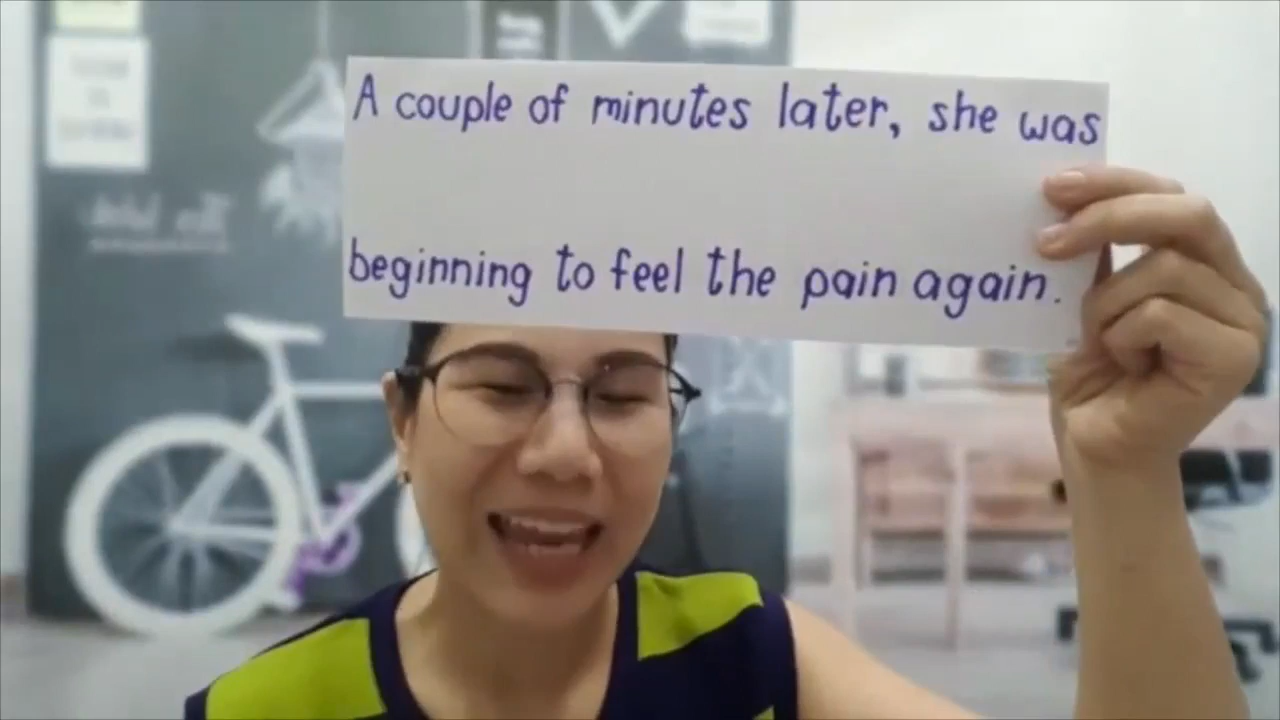 A couple of minutes later, she was
beginning to feel the pain again.